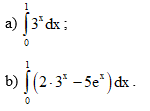 a) ∫₀¹ 3ˣ dx ;
b) ∫₀¹ (2·3ˣ − 5eˣ) dx .